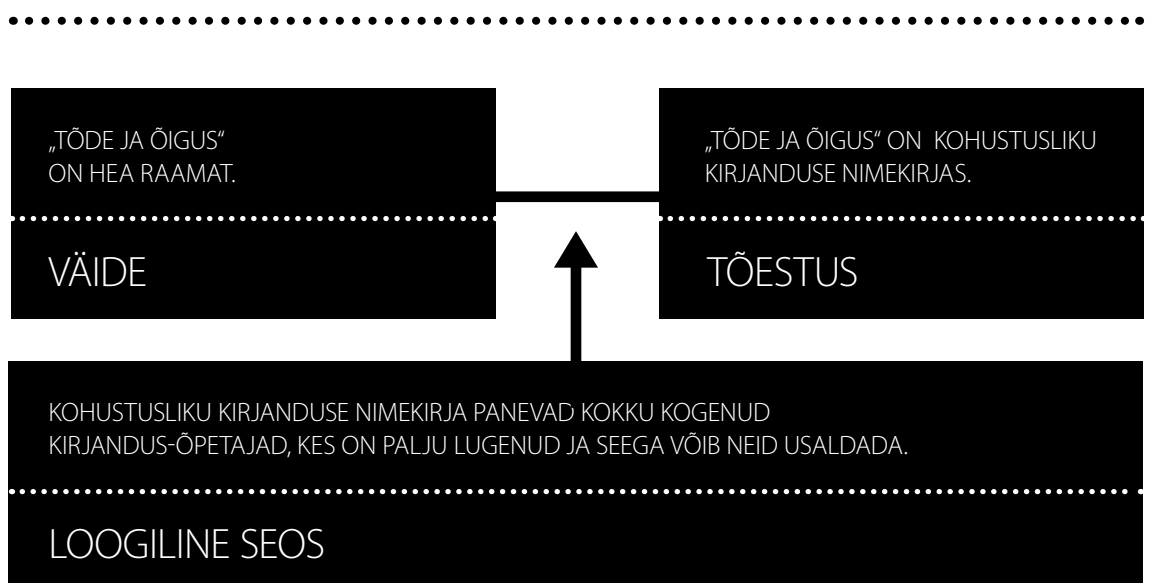 „TÕDE JA ÕIGUS“
ON HEA RAAMAT.
VÄIDE
„TÕDE JA ÕIGUS“ ON KOHUSTUSLIKU
KIRJANDUSE NIMEKIRJAS.
TÕESTUS
KOHUSTUSLIKU KIRJANDUSE NIMEKIRJA PANEVAD KOKKU KOGENUD
KIRJANDUS-ÕPETAJAD, KES ON PALJU LUGENUD JA SEEGA VÕIB NEID USALDADA.
LOOGILINE SEOS